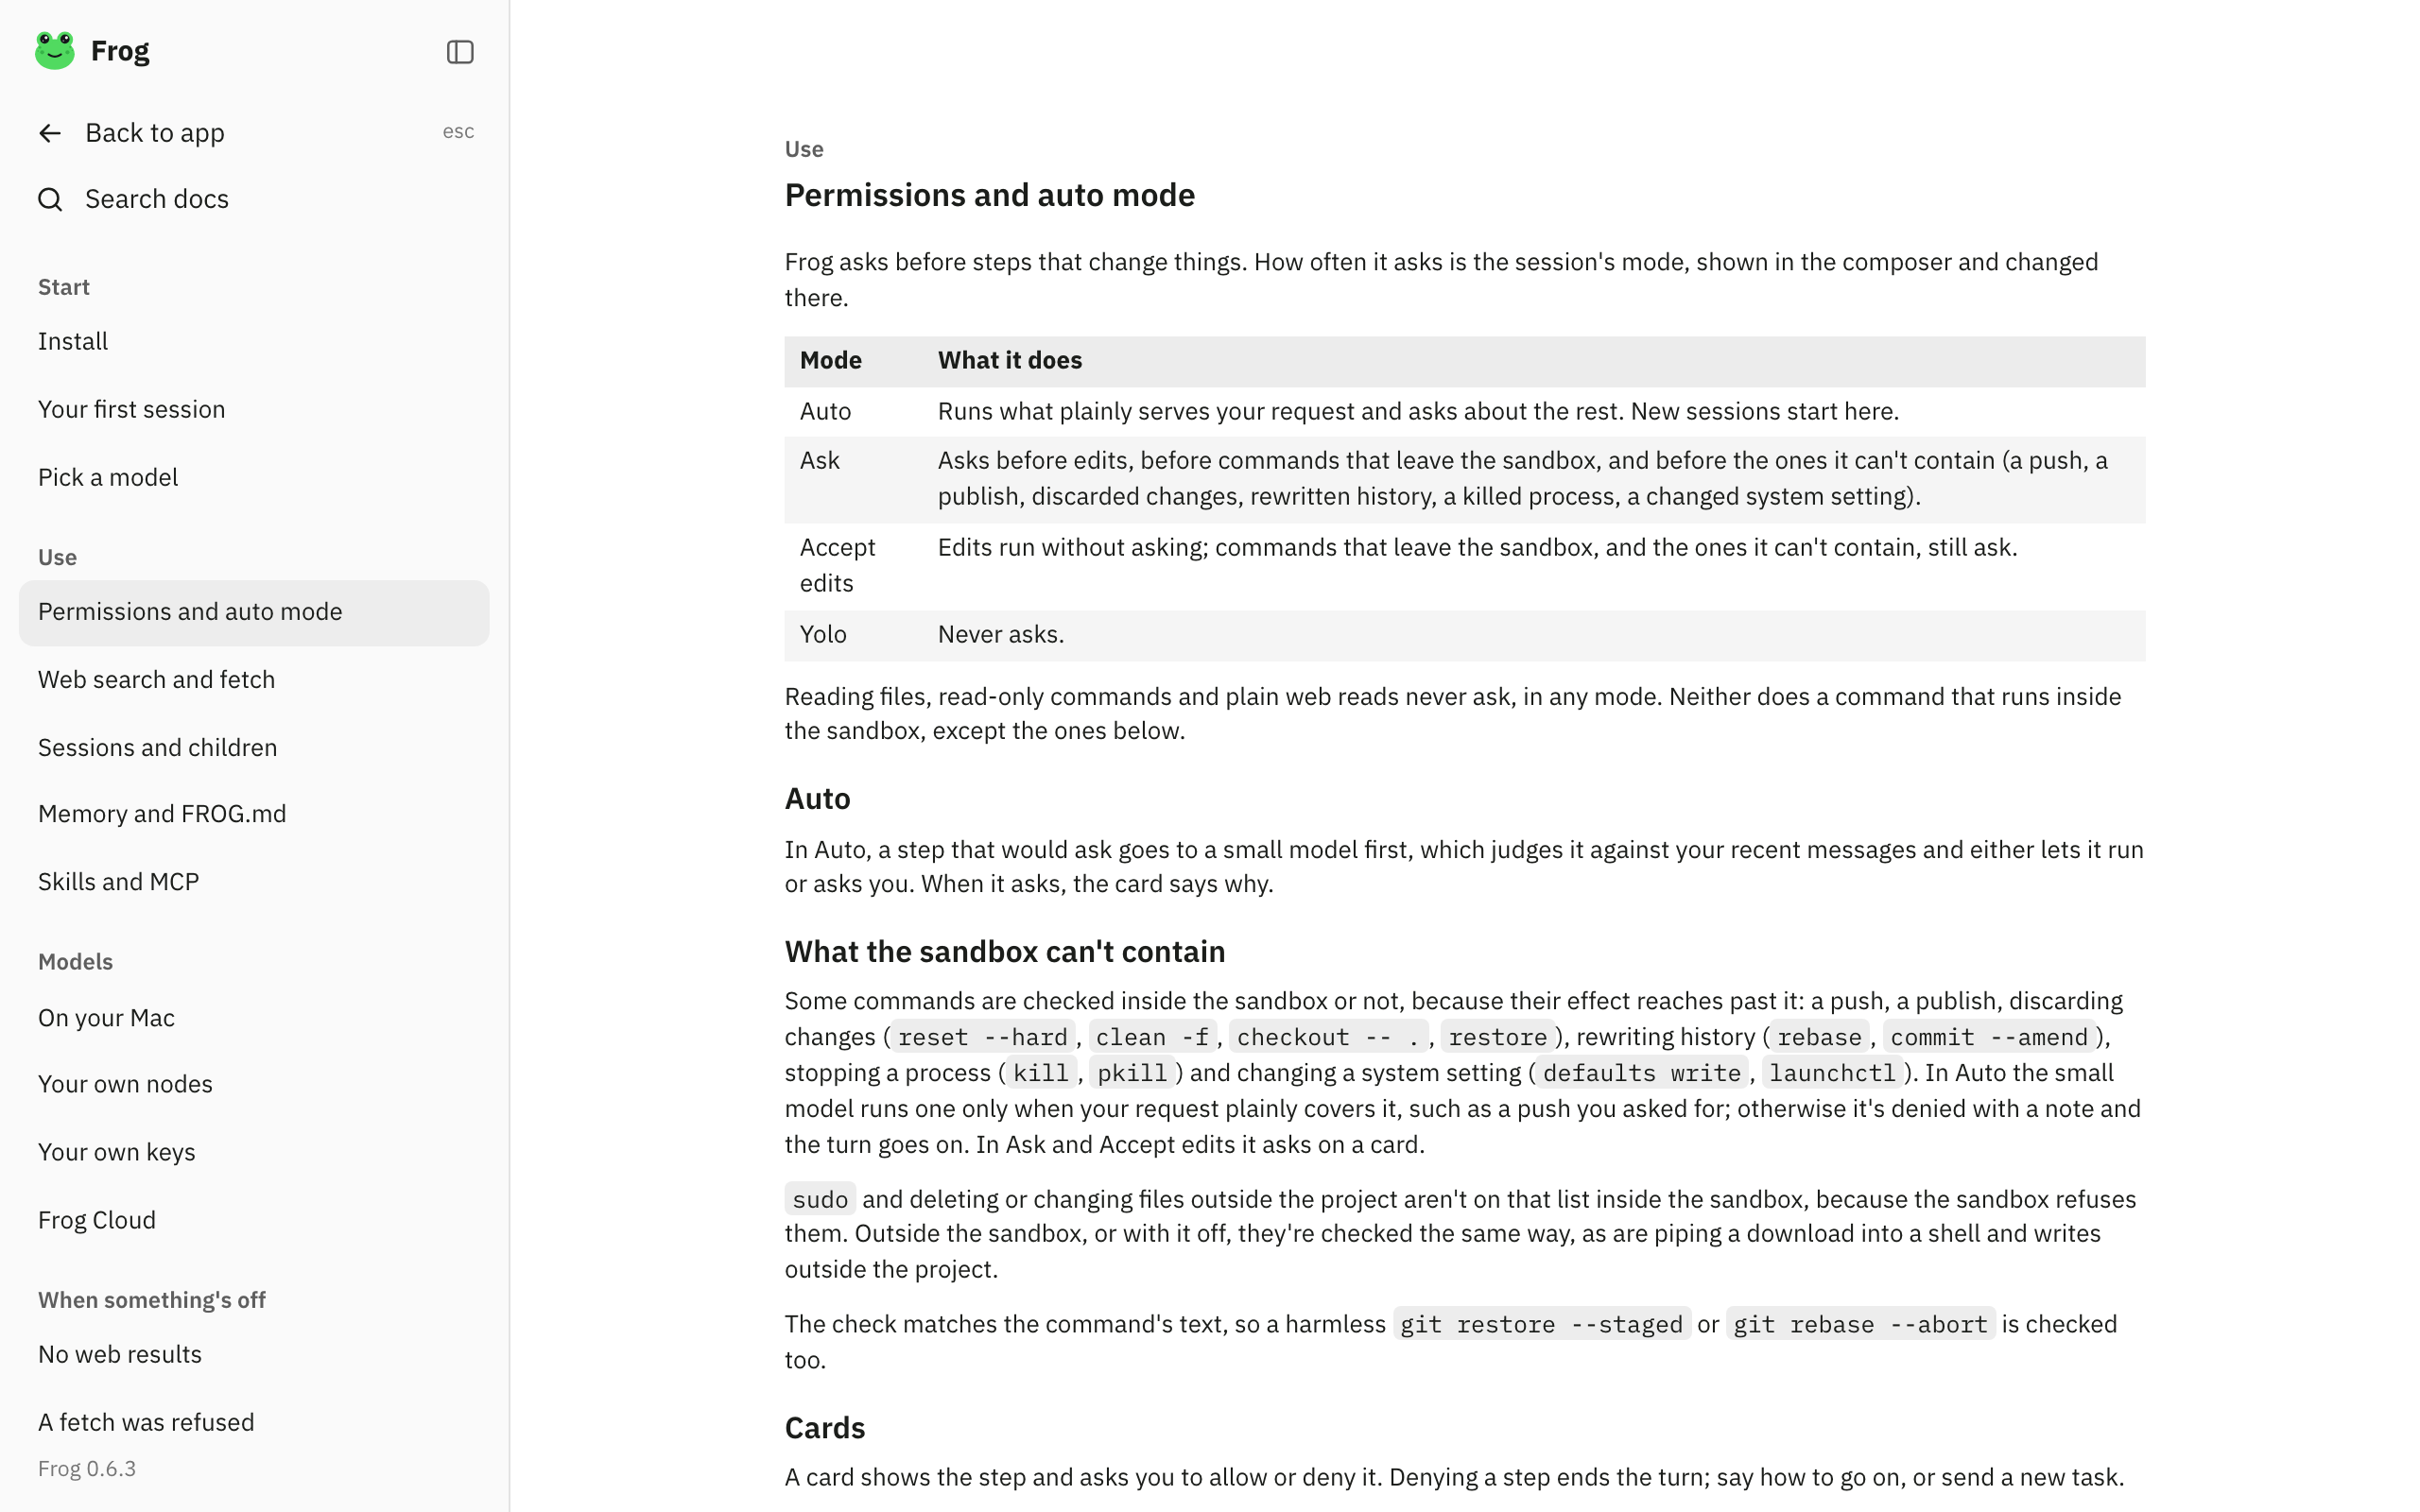 Frog
Back to app
esc
Search docs
Start
Install
Your first session
Pick a model
Use
Permissions and auto mode
Web search and fetch
Sessions and children
Memory and FROG.md
Skills and MCP
Models
On your Mac
Your own nodes
Your own keys
Frog Cloud
When something's off
No web results
A fetch was refused
Frog 0.6.3
Use
Permissions and auto mode
Frog asks before steps that change things. How often it asks is the session's mode, shown in the composer and changed
there.
Mode What it does
Auto Runs what plainly serves your request and asks about the rest. New sessions start here.
Ask Asks before edits, before commands that leave the sandbox, and before the ones it can't contain (a push, a
publish, discarded changes, rewritten history, a killed process, a changed system setting).
Accept Edits run without asking; commands that leave the sandbox, and the ones it can't contain, still ask.
edits
Yolo Never asks.
Reading files, read-only commands and plain web reads never ask, in any mode. Neither does a command that runs inside
the sandbox, except the ones below.
Auto
In Auto, a step that would ask goes to a small model first, which judges it against your recent messages and either lets it run
or asks you. When it asks, the card says why.
What the sandbox can't contain
Some commands are checked inside the sandbox or not, because their effect reaches past it: a push, a publish, discarding
changes (reset --hard, clean -f, checkout -- ., restore), rewriting history (rebase, commit --amend),
stopping a process (kill, pkill) and changing a system setting (defaults write, launchctl). In Auto the small
model runs one only when your request plainly covers it, such as a push you asked for; otherwise it's denied with a note and
the turn goes on. In Ask and Accept edits it asks on a card.
sudo and deleting or changing files outside the project aren't on that list inside the sandbox, because the sandbox refuses
them. Outside the sandbox, or with it off, they're checked the same way, as are piping a download into a shell and writes
outside the project.
The check matches the command's text, so a harmless git restore --staged or git rebase --abort is checked
too.
Cards
A card shows the step and asks you to allow or deny it. Denying a step ends the turn; say how to go on, or send a new task.